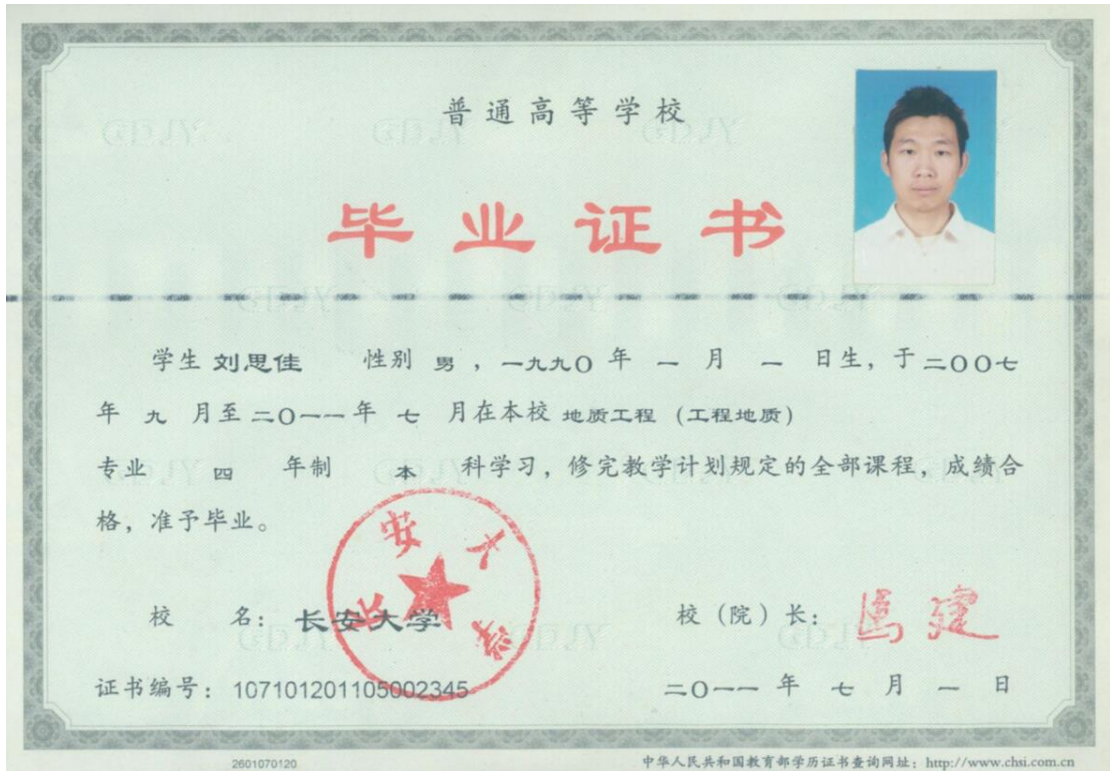 普通高等学校
毕业证书
学生 刘思佳 性别 男 ，一九九〇 年 一 月 一 日生，于 二〇〇七
年 九 月至 二〇一一 年 七 月在本校 地质工程 （工程地质）
专业 四 年制 本 科学习，修完教学计划规定的全部课程，成绩合
格，准予毕业。
校 名： 长安大学
校（院）长：
证书编号： 107101201105002345
二〇一一 年 七 月 一 日
长安大学
2601070120
中华人民共和国教育部学历证书查询网址：http://www.chsi.com.cn
GDJY